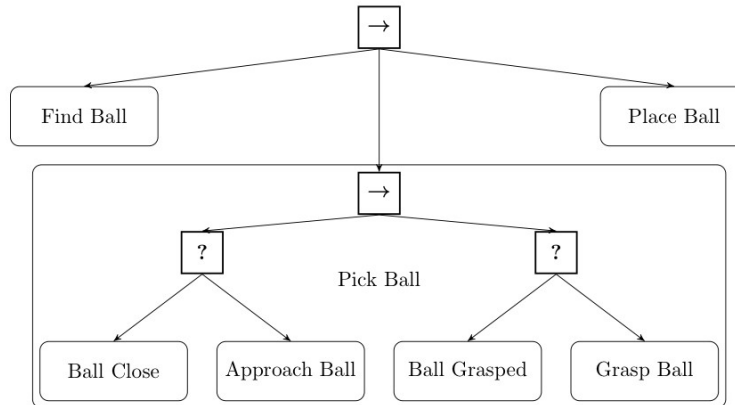 →
Find Ball
Place Ball
→
?
?
Pick Ball
Ball Close
Approach Ball
Ball Grasped
Grasp Ball